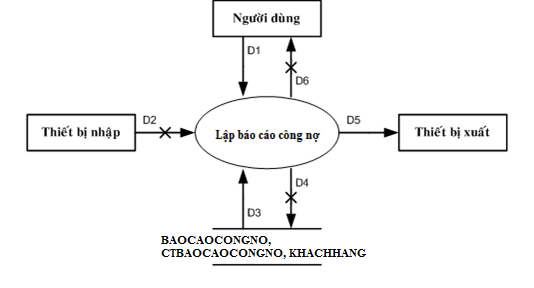 Người dùng
D1
D6
D2
D5
Thiết bị nhập
Lập báo cáo công nợ
Thiết bị xuất
D4
D3
BAOCAOCONGNO,
CTBAOCAOCONGNO, KHACHHANG